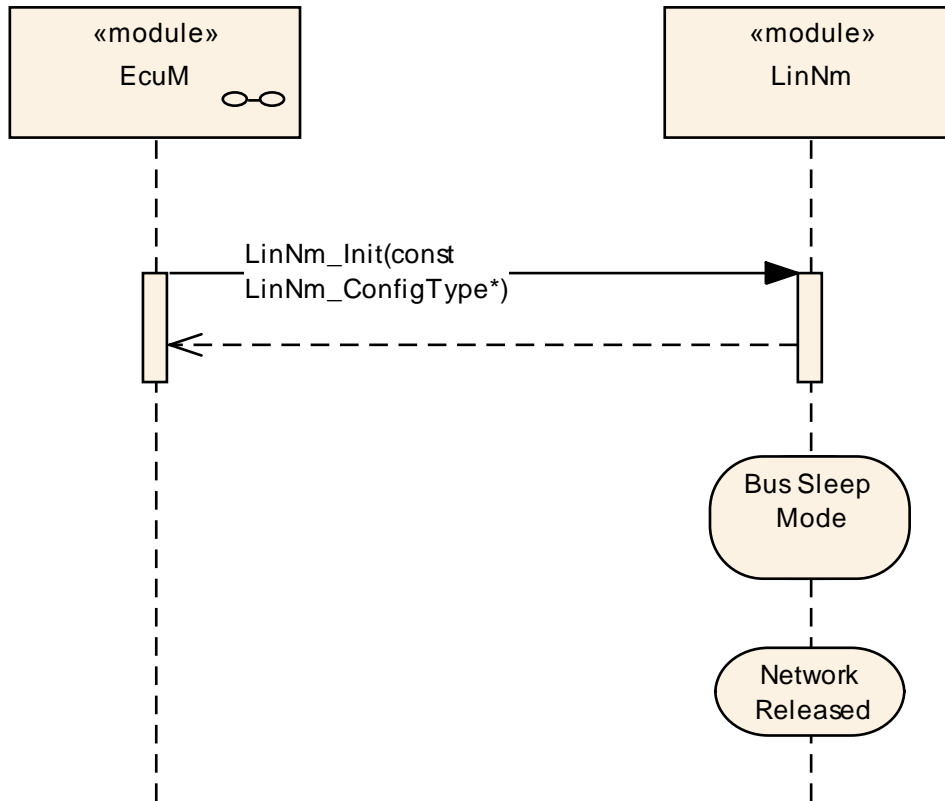 «module»
EcuM
«module»
LinNm
LinNm_Init(const
LinNm_ConfigType*)
Bus Sleep
Mode
Network
Released